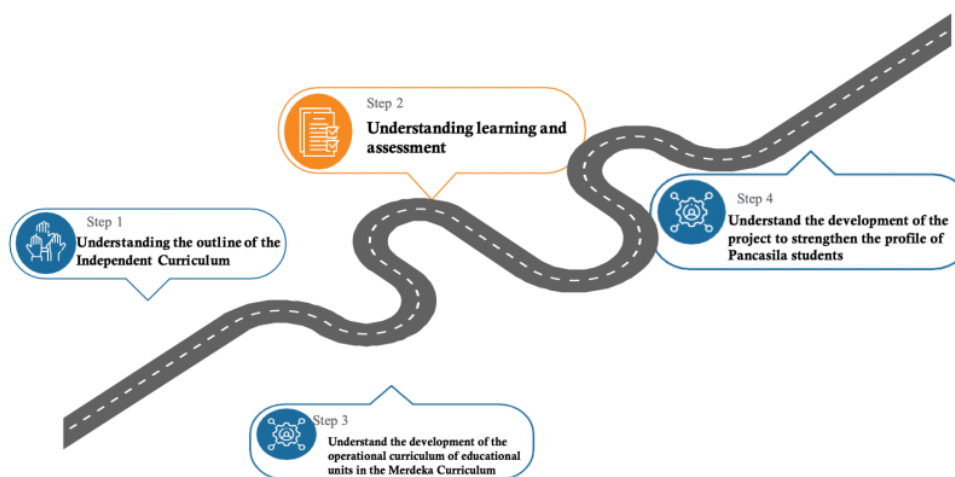 Step 1
Understanding the outline of the
Independent Curriculum
Step 2
Understanding learning and
assessment
Step 3
Understand the development of the
operational curriculum of educational
units in the Merdeka Curriculum
Step 4
Understand the development of the
project to strengthen the profile of
Pancasila students